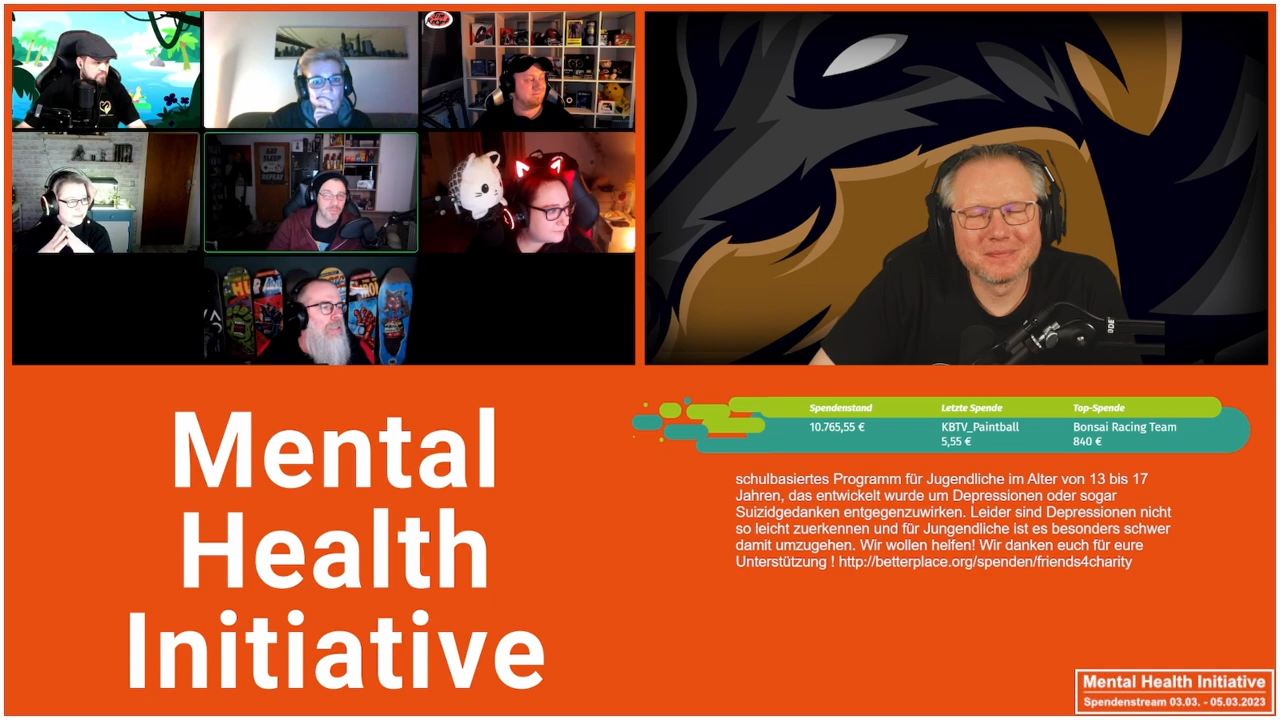 EAT
SLEEP
REPEAT
Mental
Health
Initiative
Spendenstand
Letzte Spende
Top-Spende
10.765,55 €
KBTV_Paintball
5,55 €
Bonsai Racing Team
840 €
schulbasiertes Programm für Jugendliche im Alter von 13 bis 17
Jahren, das entwickelt wurde um Depressionen oder sogar
Suizidgedanken entgegenzuwirken. Leider sind Depressionen nicht
so leicht zuerkennen und für Jungendliche ist es besonders schwer
damit umzugehen. Wir wollen helfen! Wir danken euch für eure
Unterstützung ! http://betterplace.org/spenden/friends4charity
Mental Health Initiative
Spendenstream 03.03. - 05.03.2023